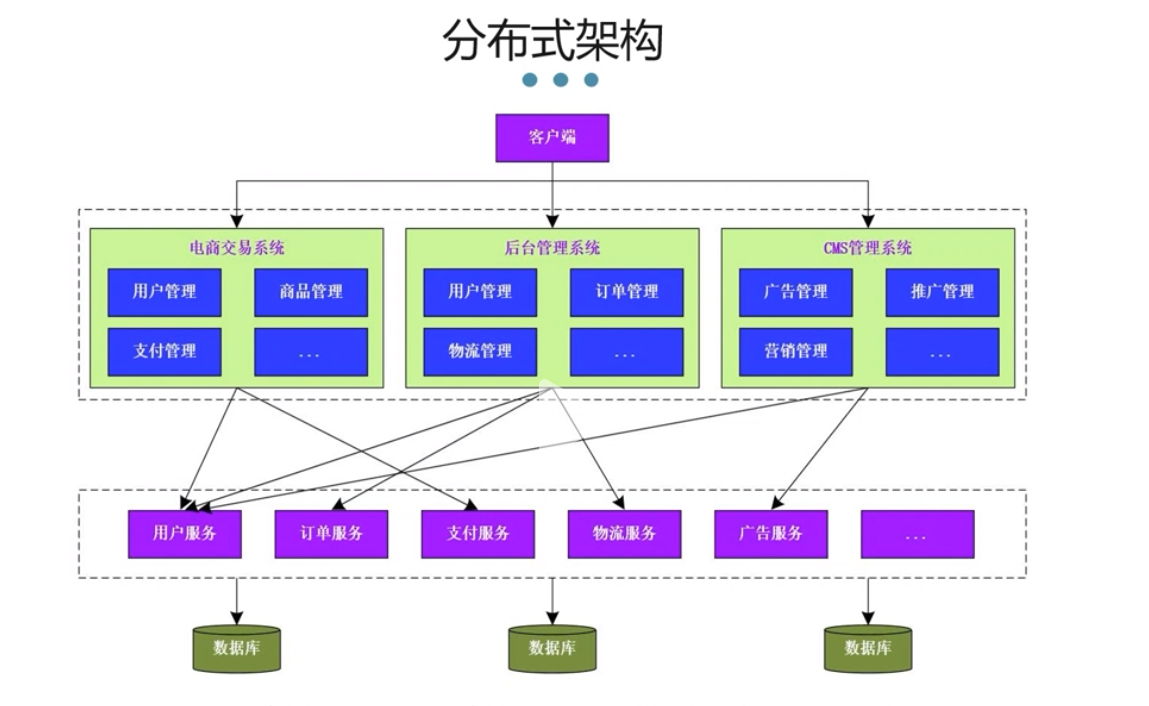 分布式架构
客户端
电商交易系统
用户管理
商品管理
支付管理
...
后台管理系统
用户管理
订单管理
物流管理
...
CMS管理系统
广告管理
推广管理
营销管理
...
用户服务
订单服务
支付服务
物流服务
广告服务
...
数据库
数据库
数据库